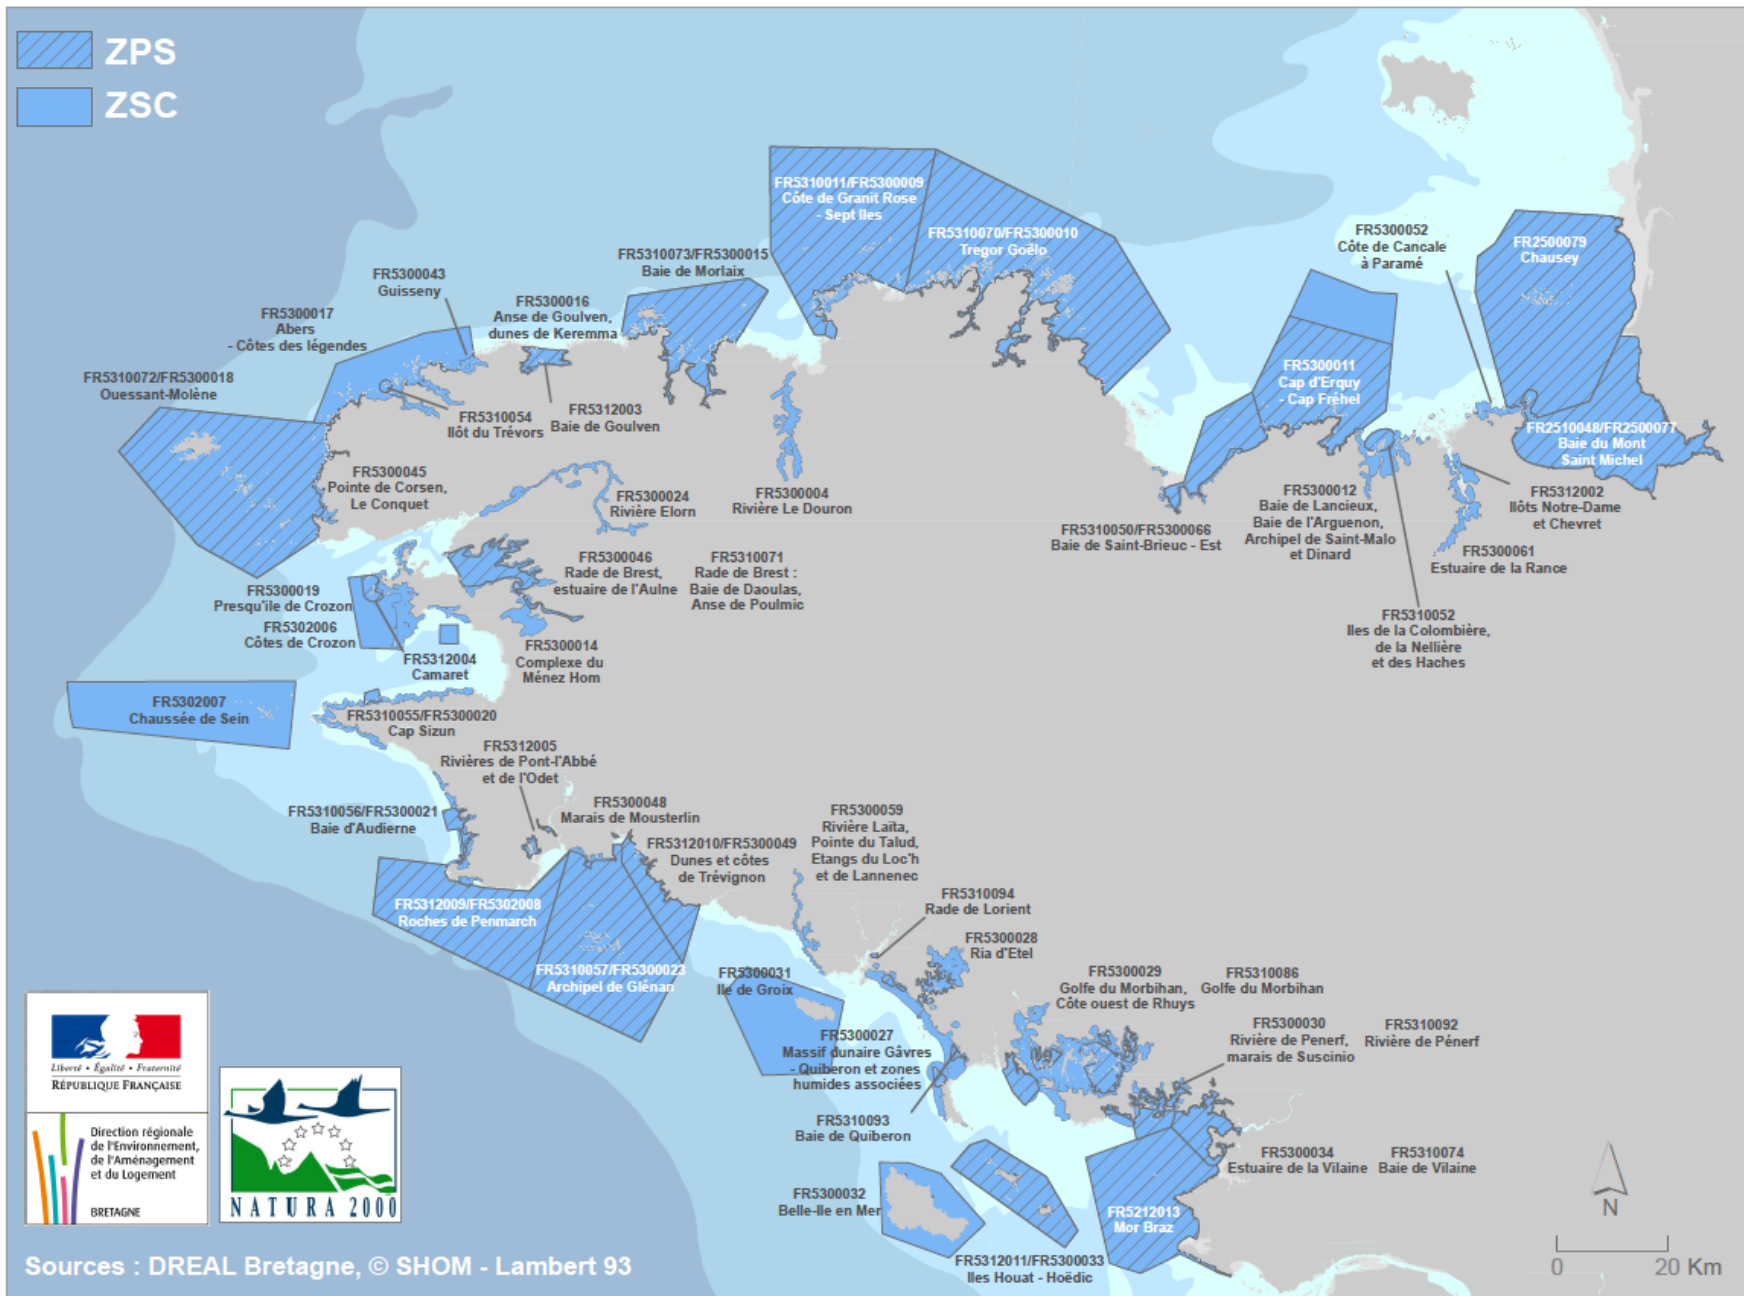 ZPS
ZSC
FR5310011/FR5300009
Côte de Granit Rose
- Sept Iles
FR5310070/FR5300010
Tregor Goëlo
FR5300052
Côte de Cancale
à Paramé
FR2500079
Chausey
FR5310073/FR5300015
Baie de Morlaix
FR5300043
Guisseny
FR5300016
Anse de Goulven,
dunes de Keremma
FR5300017
Abers
- Côtes des légendes
FR5310072/FR5300018
Ouessant-Molène
FR5310054
Ilôt du Trévors
FR5312003
Baie de Goulven
FR5300011
Cap d'Erquy
- Cap Fréhel
FR2510048/FR2500077
Baie du Mont
Saint Michel
FR5300045
Pointe de Corsen,
Le Conquet
FR5300024
Rivière Elorn
FR5300004
Rivière Le Douron
FR5310050/FR5300066
Baie de Saint-Brieuc - Est
FR5300012
Baie de Lancieux,
Baie de l'Arguenon,
Archipel de Saint-Malo
et Dinard
FR5312002
Ilôts Notre-Dame
et Chevret
FR5300061
Estuaire de la Rance
FR5300046
Rade de Brest,
estuaire de l'Aulne
FR5310071
Rade de Brest :
Baie de Daoulas,
Anse de Poulmic
FR5300019
Presqu'ile de Crozon
FR5302006
Côtes de Crozon
FR5312004
Camaret
FR5300014
Complexe du
Ménez Hom
FR5310052
Iles de la Colombière,
de la Nellière
et des Haches
FR5302007
Chaussée de Sein
FR5310055/FR5300020
Cap Sizun
FR5312005
Rivières de Pont-l'Abbé
et de l'Odet
FR5310056/FR5300021
Baie d'Audierne
FR5300048
Marais de Mousterlin
FR5312010/FR5300049
Dunes et côtes
de Trévignon
FR5300059
Rivière Laïta,
Pointe du Talud,
Etangs du Loc'h
et de Lannenec
FR5312009/FR5302008
Roches de Penmarch
FR5310057/FR5300023
Archipel de Glénan
FR5310094
Rade de Lorient
FR5300028
Ria d'Etel
FR5300031
Ile de Groix
FR5300029
Golfe du Morbihan,
Côte ouest de Rhuys
FR5310086
Golfe du Morbihan
FR5300027
Massif dunaire Gâvres
- Quiberon et zones
humides associées
FR5300030
Rivière de Penerf,
marais de Suscinio
FR5310092
Rivière de Pénerf
FR5310093
Baie de Quiberon
FR5300034
Estuaire de la Vilaine
FR5310074
Baie de Vilaine
FR5300032
Belle-Ile en Mer
FR5212013
Mor Braz
FR5312011/FR5300033
Iles Houat - Hoëdic
Liberté • Égalité • Fraternité
RÉPUBLIQUE FRANÇAISE
Direction régionale
de l'Environnement,
de l'Aménagement
et du Logement
BRETAGNE
NATURA 2000
N
0 20 Km
Sources : DREAL Bretagne, © SHOM - Lambert 93